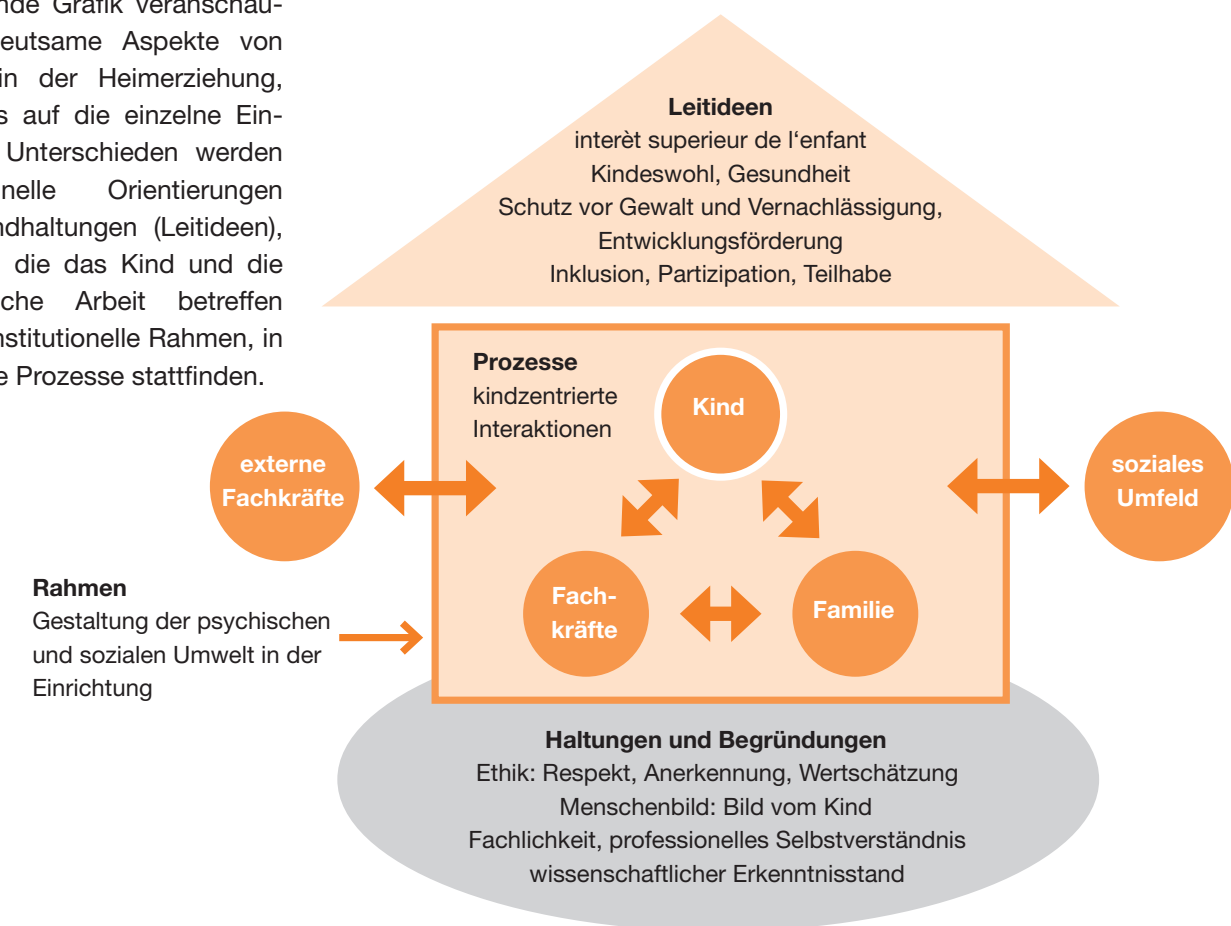 nde Grafik veranschau-
eutsame Aspekte von
in der Heimerziehung,
s auf die einzelne Ein-
Unterschieden werden
nelle Orientierungen
ndhaltungen (Leitideen),
die das Kind und die
che Arbeit betreffen
nstitutionelle Rahmen, in
e Prozesse stattfinden.
Leitideen
interèt superieur de l‘enfant
Kindeswohl, Gesundheit
Schutz vor Gewalt und Vernachlässigung,
Entwicklungsförderung
Inklusion, Partizipation, Teilhabe
Prozesse
kindzentrierte
Interaktionen
Kind
externe
Fachkräfte
soziales
Umfeld
Fach-
kräfte
Familie
Rahmen
Gestaltung der psychischen
und sozialen Umwelt in der
Einrichtung
Haltungen und Begründungen
Ethik: Respekt, Anerkennung, Wertschätzung
Menschenbild: Bild vom Kind
Fachlichkeit, professionelles Selbstverständnis
wissenschaftlicher Erkenntnisstand